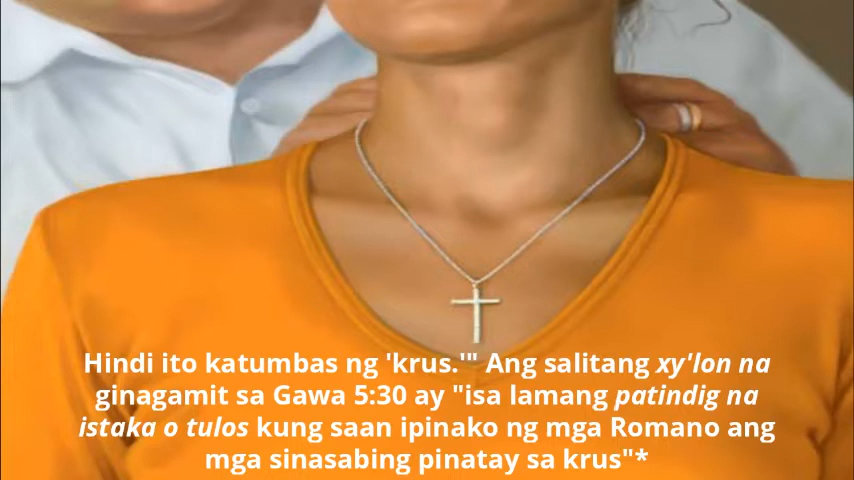 Hindi ito katumbas ng 'krus.'" Ang salitang xy'lon na
ginagamit sa Gawa 5:30 ay "isa lamang patindig na
istaka o tulos kung saan ipinako ng mga Romano ang
mga sinasabing pinatay sa krus"*